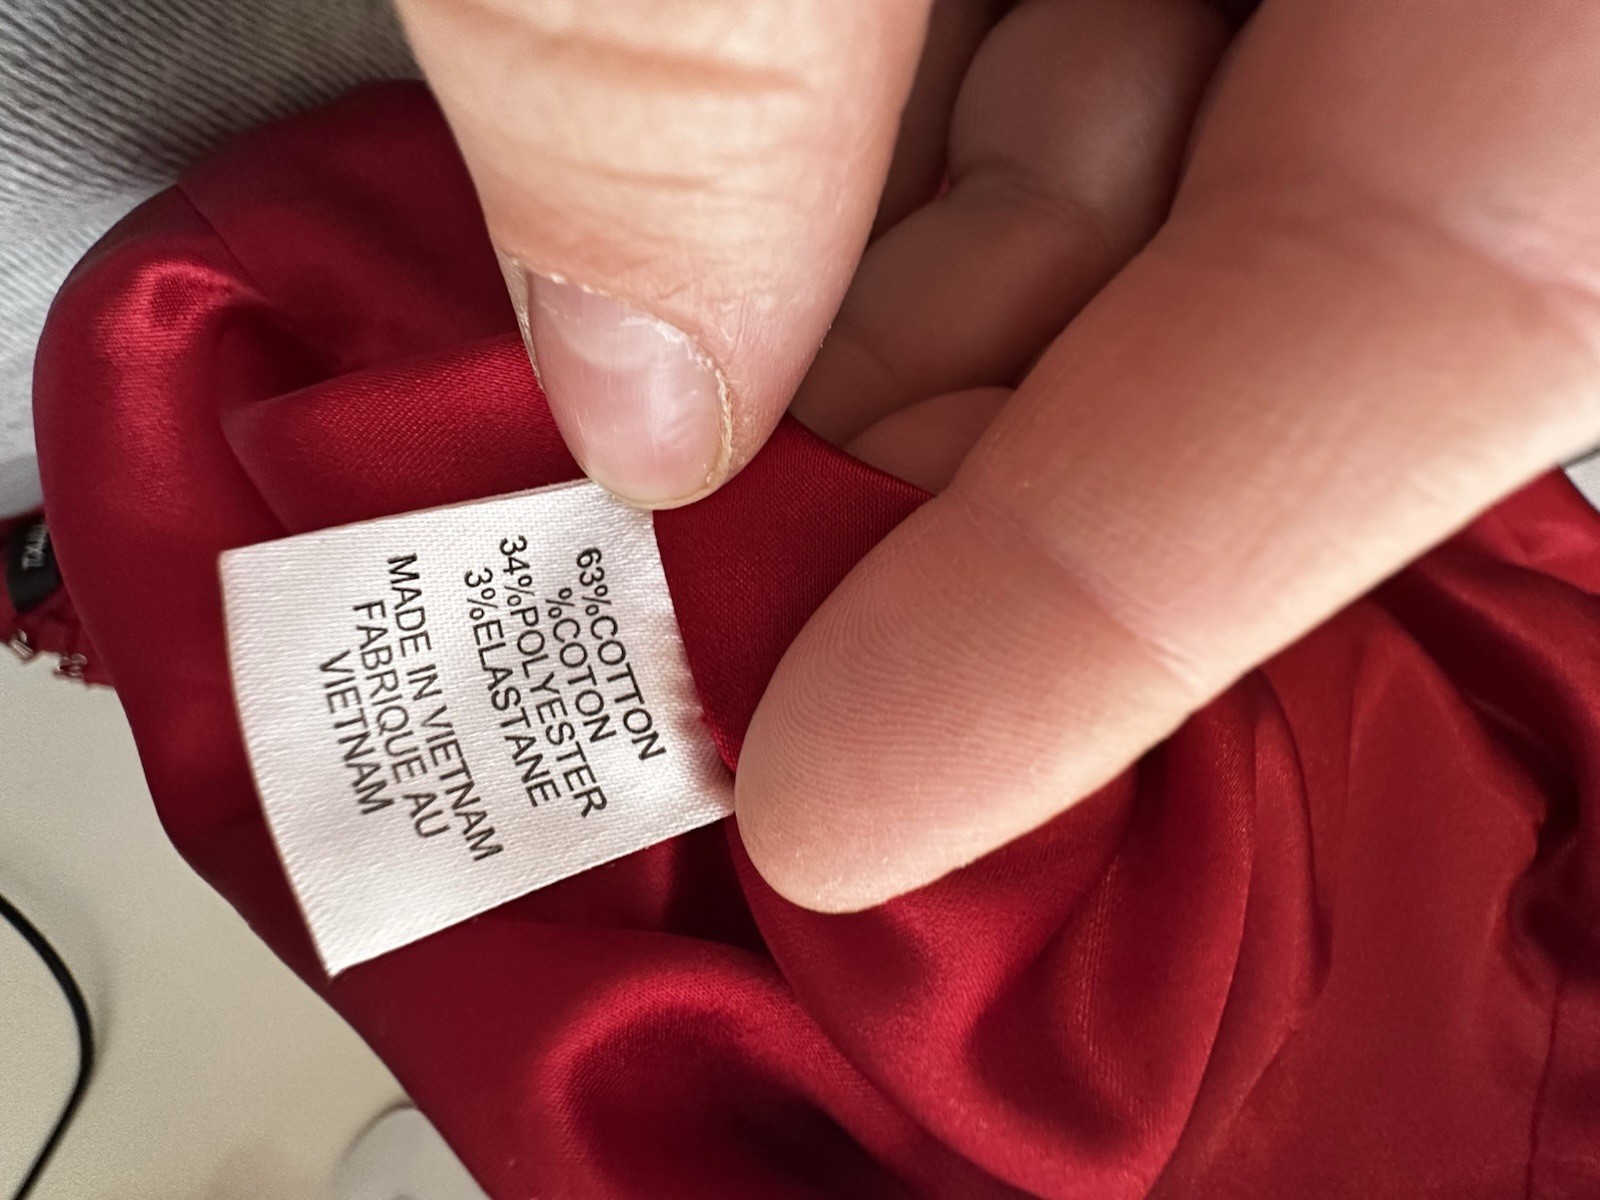 63%COTTON
%COTON
34%POLYESTER
3%ELASTANE
MADE IN VIETNAM
FABRIQUE AU
VIETNAM